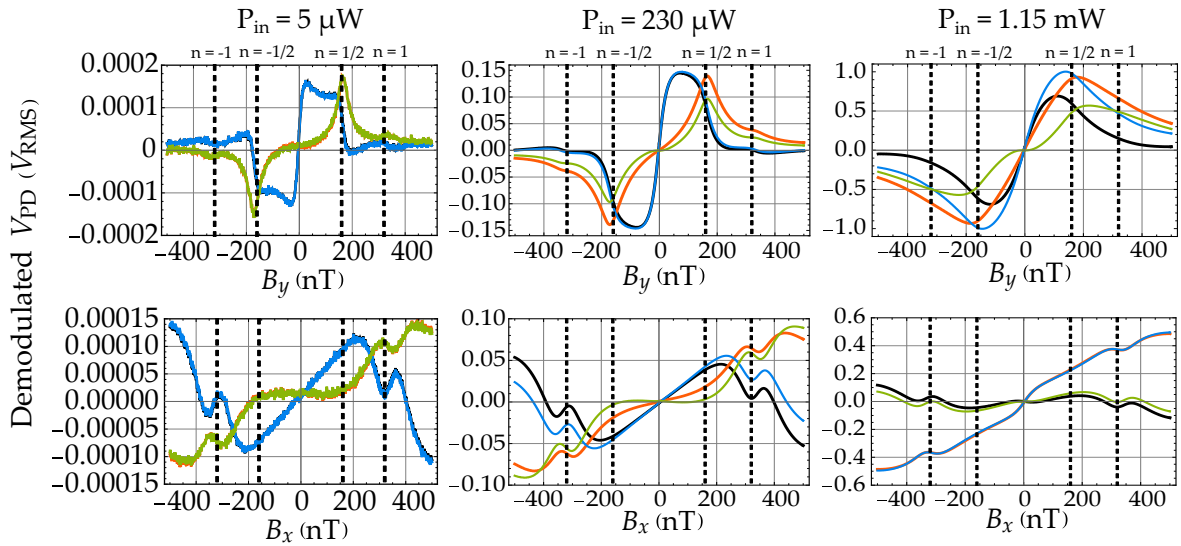 P_in = 5 μW P_in = 230 μW P_in = 1.15 mW
n = -1 n = -1/2 n = 1/2 n = 1 n = -1 n = -1/2 n = 1/2 n = 1 n = -1 n = -1/2 n = 1/2 n = 1
Demodulated V_PD (V_RMS)
0.0002
0.0001
0
−0.0001
−0.0002
−400 −200 0 200 400
B_y (nT)
0.15
0.10
0.05
0.00
−0.05
0.10
0.15
−400 −200 0 200 400
B_y (nT)
1.0
0.5
0.0
−0.5
−1.0
−400 −200 0 200 400
B_y (nT)
0.00015
0.00010
0.00005
0.00000
−0.00005
−0.00010
0.00015
−400 −200 0 200 400
B_x (nT)
0.10
0.05
0.00
−0.05
0.10
−400 −200 0 200 400
B_x (nT)
0.6
0.4
0.2
0.0
−0.2
−0.4
0.6
−400 −200 0 200 400
B_x (nT)